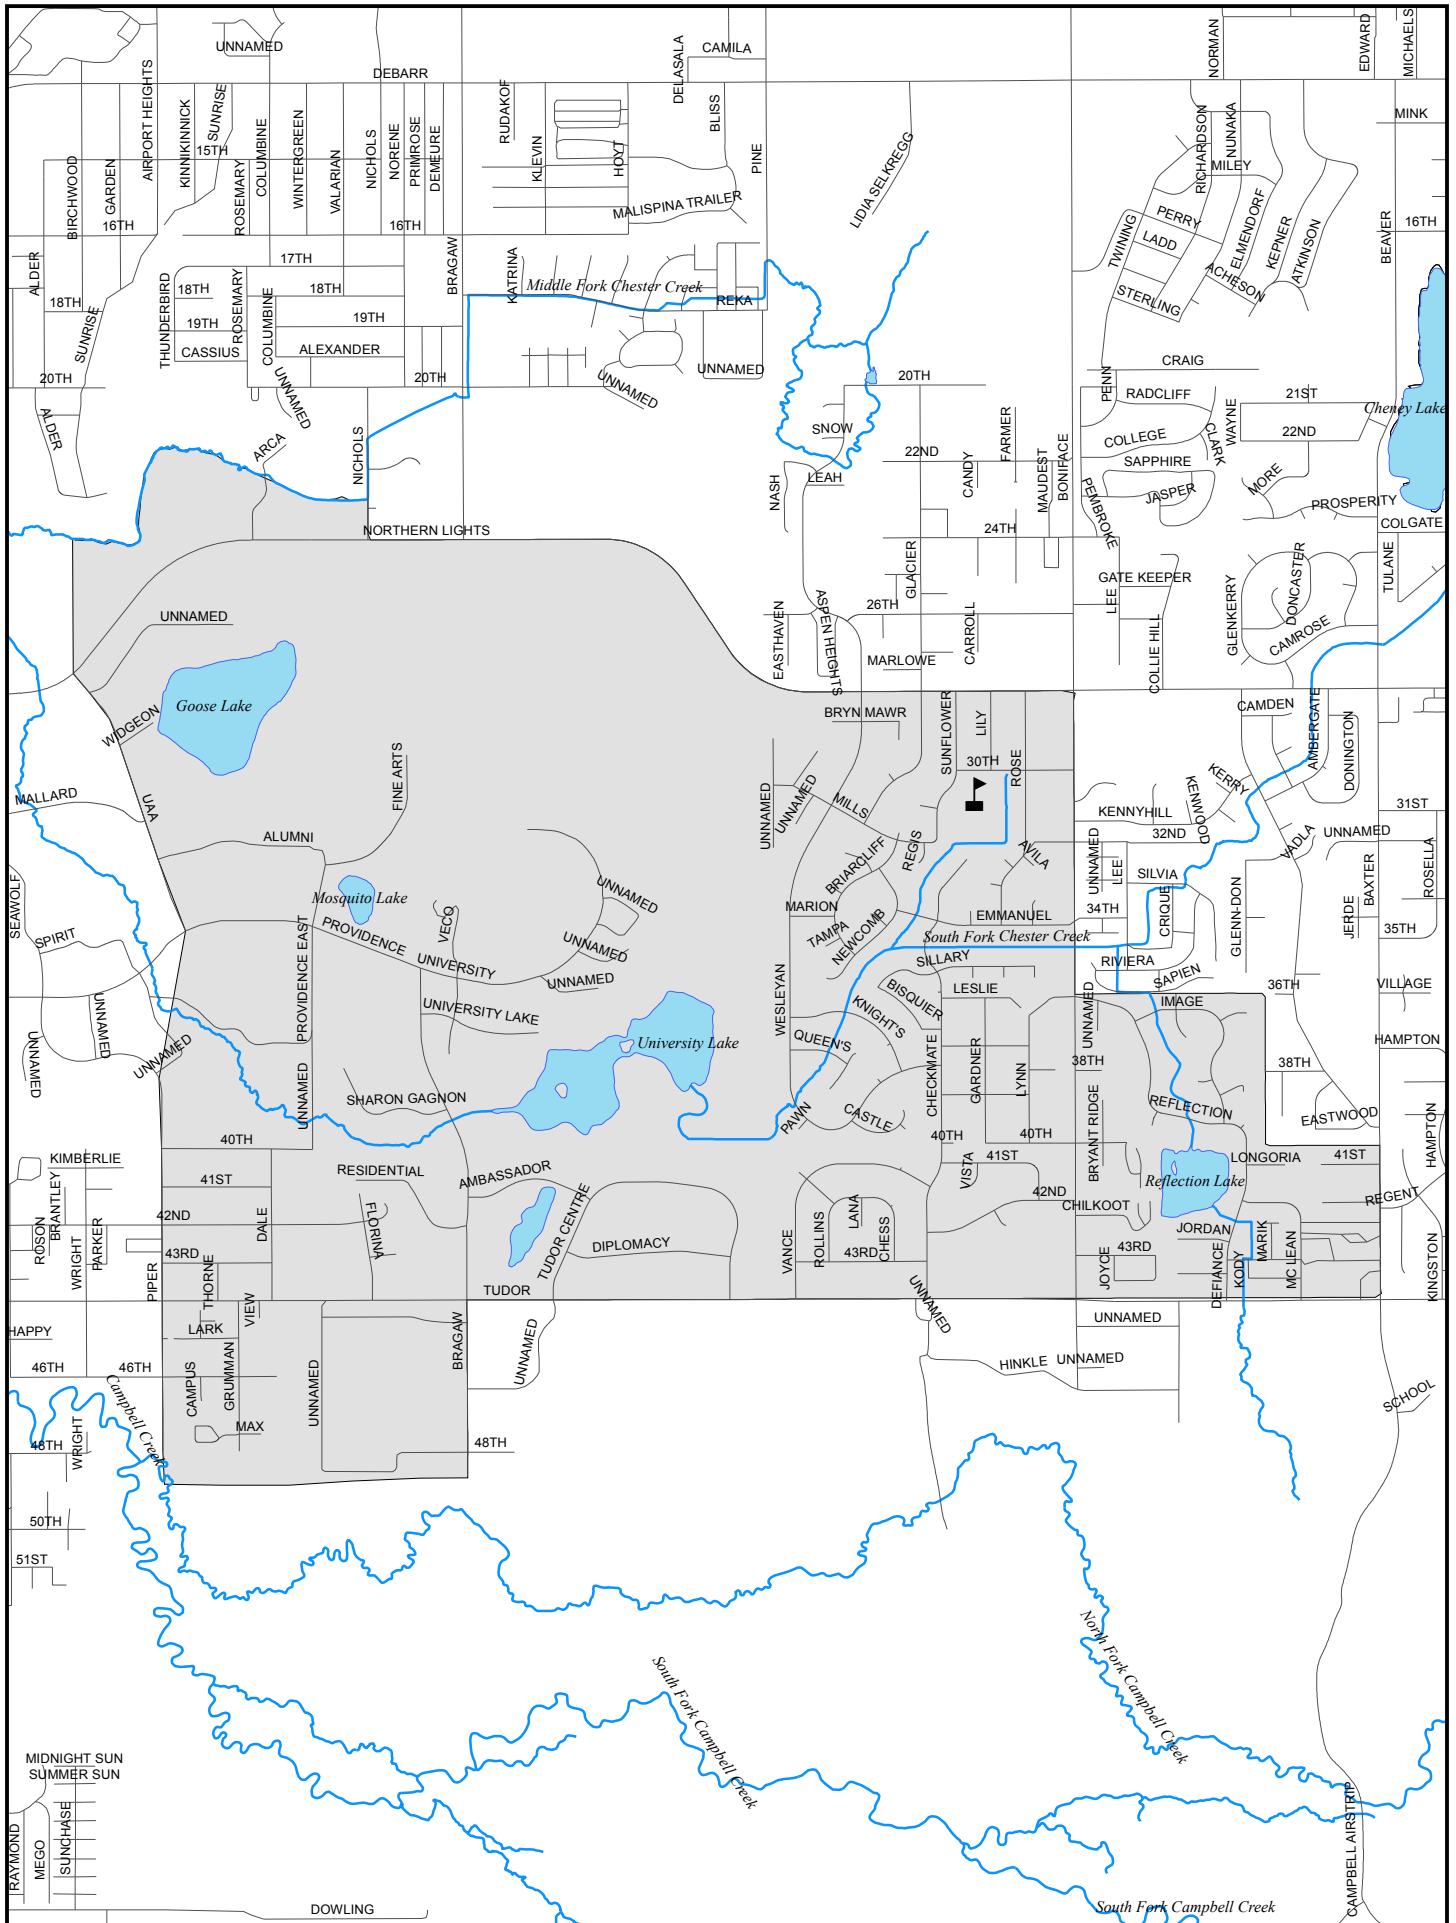 UNNAMED
DEBARR
CAMILA
DELASALA
NORMAN
EDWARD
MICHAELS
AIRPORT HEIGHTS
KINNIKINNICK
SUNRISE
15TH
COLUMBINE
ROSEMARY
WINTERGREEN
VALARIAN
NICHOLS
NORENE
PRIMROSE
DEMEURE
RUDAKOF
KLEVIN
HOYT
BLISS
PINE
LIDIA SELKREGG
RICHARDSON
NUNAKA
MILEY
MINK
BIRCHWOOD
GARDEN
16TH
16TH
MALISPINA TRAILER
TWINING
PERRY
LADD
ELMENDORF
KEPNER
ATKINSON
BEAVER
16TH
ALDER
18TH
SUNRISE
THUNDERBIRD
17TH
18TH
ROSEMARY
18TH
19TH
COLUMBINE
19TH
CASSIUS
ALEXANDER
20TH
BRAGAW
KATRINA
Middle Fork Chester Creek
REKA
UNNAMED
UNNAMED
ACHESON
STERLING
CRAIG
20TH
ALDER
UNNAMED
ARCA
NICHOLS
20TH
SNOW
LEAH
NASH
22ND
CANDY
FARMER
MAUDEST
BONIFACE
PENN
RADCLIFF
COLLEGE
CLARK
WAYNE
21ST
22ND
Cheney Lake
SAPPHIRE
JASPER
MORE
PROSPERITY
COLGATE
PEMBROKE
NORTHERN LIGHTS
24TH
GLACIER
26TH
GATE KEEPER
LEE
COLLIE HILL
GLENKERRY
DONCASTER
CAMROSE
TULANE
UNNAMED
EASTHAVEN
ASPEN HEIGHTS
MARLOWE
CARROLL
Goose Lake
WIDGEON
BRYN MAWR
SUNFLOWER
LILY
ROSE
30TH
CAMDEN
AMBERGATE
DONINGTON
MALLARD
UAA
FINE ARTS
ALUMNI
UNNAMED
UNNAMED
MILLS
KENNYHILL
KENWOOD
KERRY
32ND
31ST
UNNAMED
VADLA
BAXTER
ROSELLA
Mosquito Lake
BRIARCLIFF
REGIS
AVILA
UNNAMED
LEE
SILVIA
CRIQUE
34TH
GLENN-DON
JERDE
35TH
SEAWOLF
SPIRIT
PROVIDENCE
VECO
UNIVERSITY
UNNAMED
UNNAMED
UNNAMED
MARION
TAMPA
NEWCOMB
EMMANUEL
South Fork Chester Creek
SILLARY
RIVIERA
SAPIEN
36TH
VILLAGE
PROVIDENCE EAST
UNIVERSITY LAKE
WESLEYAN
BISQUIER
LESLIE
KNIGHT'S
QUEEN'S
UNNAMED
IMAGE
HAMPTON
UNNAMED
UNNAMED
UNNAMED
University Lake
UNNAMED
SHARON GAGNON
PAWN
CASTLE
CHECKMATE
GARDNER
LYNN
38TH
38TH
REFLECTION
EASTWOOD
HAMPTON
KIMBERLIE
40TH
40TH
40TH
BRYANT RIDGE
LONGORIA
41ST
BRANTLEY
41ST
RESIDENTIAL
AMBASSADOR
VISTA
41ST
42ND
CHILKOOT
Reflection Lake
REGENT
42ND
ROSON
WRIGHT
PARKER
DALE
FLORINA
TUDOR CENTRE
DIPLOMACY
VANCE
ROLLINS
LANA
CHESS
43RD
JORDAN
MARIK
43RD
JOYCE
DEFIANCE
KODY
MC LEAN
KINGSTON
43RD
PIPER
THORNE
VIEW
TUDOR
UNNAMED
UNNAMED
UNNAMED
HAPPY
LARK
46TH
46TH
CAMPUS
GRUMMAN
UNNAMED
BRAGAW
HINKLE
UNNAMED
SCHOOL
Campbell Creek
MAX
48TH
WRIGHT
48TH
50TH
51ST
North Fork Campbell Creek
South Fork Campbell Creek
MIDNIGHT SUN
SUMMER SUN
RAYMOND
MEGO
SUNCHASE
CAMPBELL AIRSTRIP
DOWLING
South Fork Campbell Creek